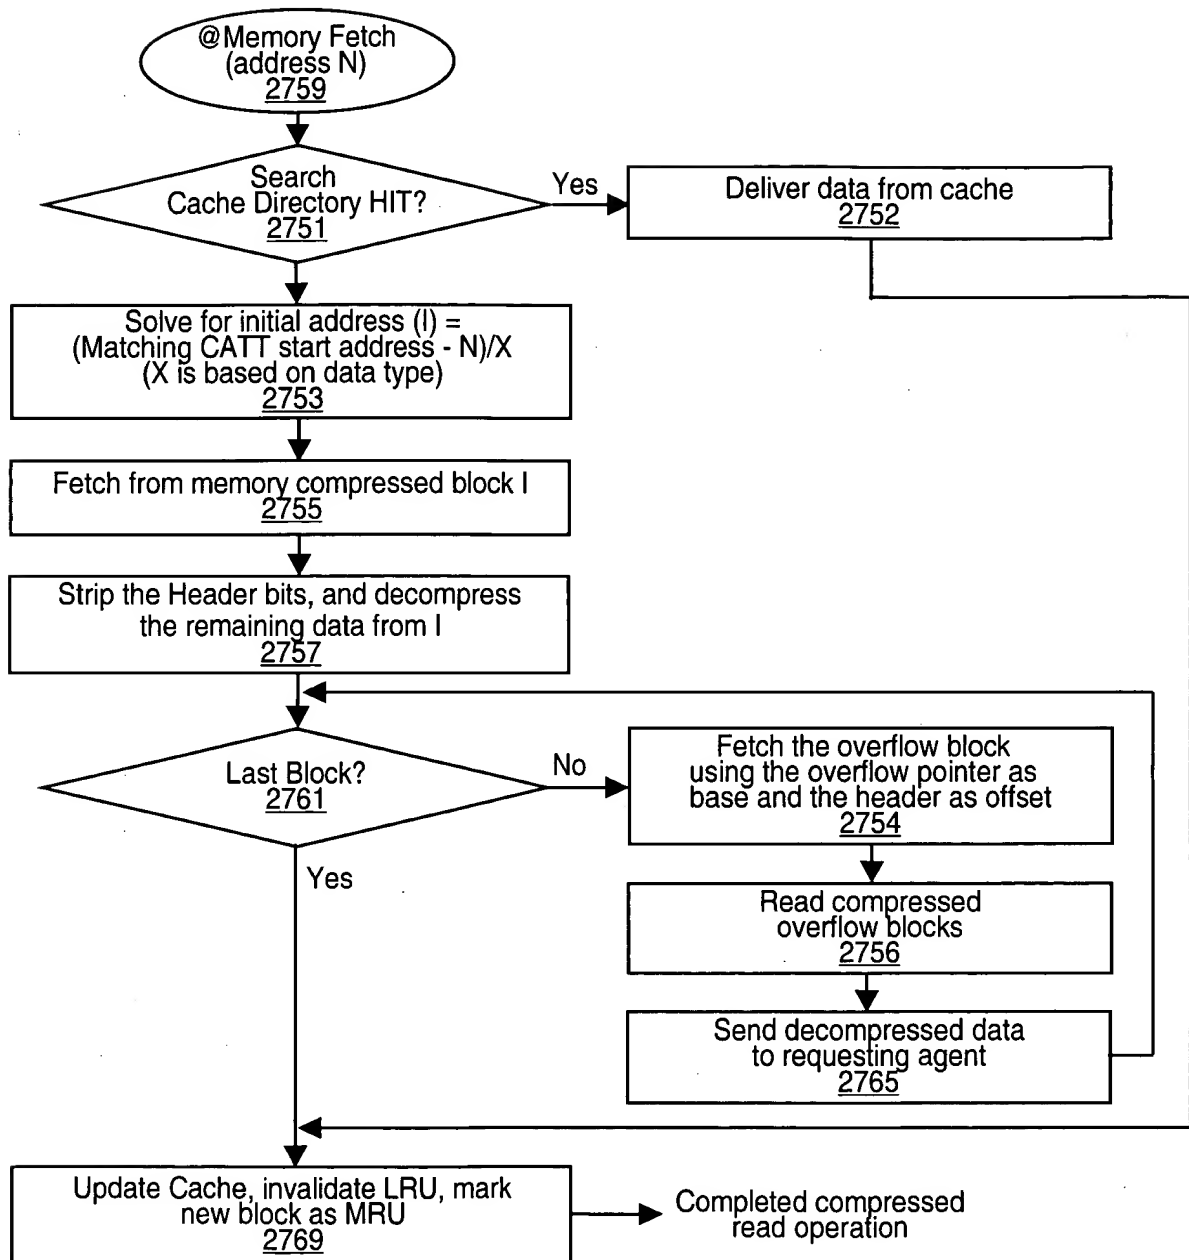 @Memory Fetch
(address N)
2759
Search
Cache Directory HIT?
2751
Yes
Deliver data from cache
2752
Solve for initial address (I) =
(Matching CATT start address - N)/X
(X is based on data type)
2753
Fetch from memory compressed block I
2755
Strip the Header bits, and decompress
the remaining data from I
2757
Last Block?
2761
No
Fetch the overflow block
using the overflow pointer as
base and the header as offset
2754
Yes
Read compressed
overflow blocks
2756
Send decompressed data
to requesting agent
2765
Update Cache, invalidate LRU, mark
new block as MRU
2769
Completed compressed
read operation